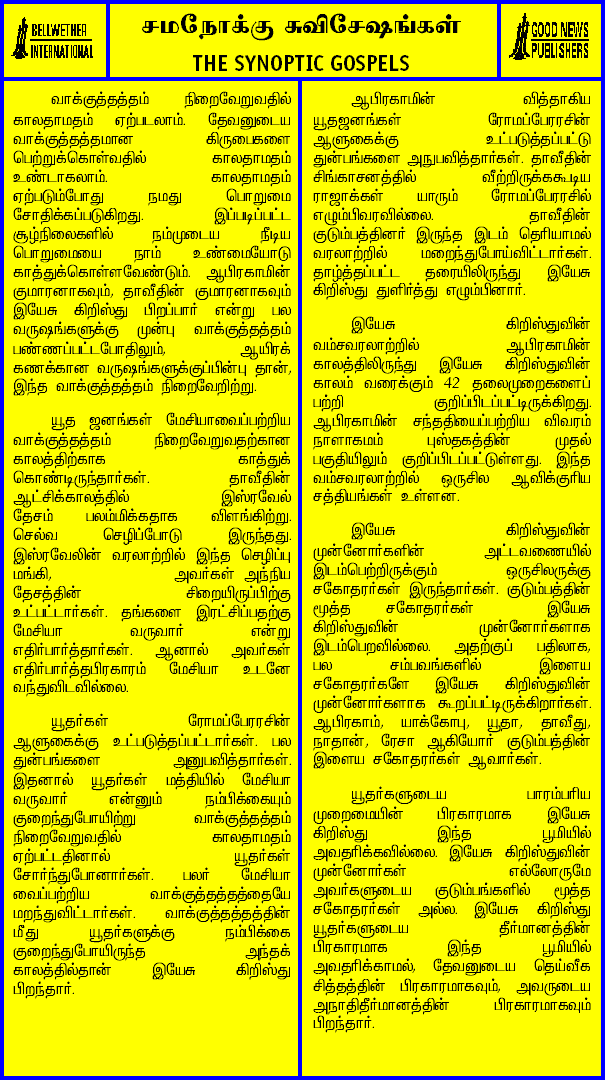 BELLWETHER
INTERNATIONAL
சமநோக்கு சுவிசேஷங்கள்
THE SYNOPTIC GOSPELS
GOOD NEWS
PUBLISHERS
வாக்குத்தத்தம் நிறைவேறுவதில்
காலதாமதம் ஏற்படலாம். தேவனுடைய
வாக்குத்தத்தமான கிருபைகளை
பெற்றுக்கொள்வதில் காலதாமதம்
உண்டாகலாம். காலதாமதம்
ஏற்படும்போது நமது பொறுமை
சோதிக்கப்படுகிறது. இப்படிப்பட்ட
சூழ்நிலைகளில் நம்முடைய நீடிய
பொறுமையை நாம் உண்மையோடு
காத்துக்கொள்ளவேண்டும். ஆபிரகாமின்
குமாரனாகவும், தாவீதின் குமாரனாகவும்
இயேசு கிறிஸ்து பிறப்பார் என்று பல
வருஷங்களுக்கு முன்பு வாக்குத்தத்தம்
பண்ணப்பட்டபோதிலும், ஆயிரக்
கணக்கான வருஷங்களுக்குப்பின்பு தான்,
இந்த வாக்குத்தத்தம் நிறைவேறிற்று.
யூத ஜனங்கள் மேசியாவைப்பற்றிய
வாக்குத்தத்தம் நிறைவேறுவதற்கான
காலத்திற்காக காத்துக்
கொண்டிருந்தார்கள். தாவீதின்
ஆட்சிக்காலத்தில் இஸ்ரவேல்
தேசம் பலம்மிக்கதாக விளங்கிற்று.
செல்வ செழிப்போடு இருந்தது.
இஸ்ரவேலின் வரலாற்றில் இந்த செழிப்பு
மங்கி, அவர்கள் அந்நிய
தேசத்தின் சிறையிருப்பிற்கு
உட்பட்டார்கள். தங்களை இரட்சிப்பதற்கு
மேசியா வருவார் என்று
எதிர்பார்த்தார்கள். ஆனால் அவர்கள்
எதிர்பார்த்தபிரகாரம் மேசியா உடனே
வந்துவிடவில்லை.
யூதர்கள் ரோமப்பேரரசின்
ஆளுகைக்கு உட்படுத்தப்பட்டார்கள். பல
துன்பங்களை அனுபவித்தார்கள்.
இதனால் யூதர்கள் மத்தியில் மேசியா
வருவார் என்னும் நம்பிக்கையும்
குறைந்துபோயிற்று வாக்குத்தத்தம்
நிறைவேறுவதில் காலதாமதம்
ஏற்பட்டதினால் யூதர்கள்
சோர்ந்துபோனார்கள். பலர் மேசியா
வைப்பற்றிய வாக்குத்தத்தத்தையே
மறந்துவிட்டார்கள். வாக்குத்தத்தத்தின்
மீது யூதர்களுக்கு நம்பிக்கை
குறைந்துபோயிருந்த அந்தக்
காலத்தில்தான் இயேசு கிறிஸ்து
பிறந்தார்.
ஆபிரகாமின் வித்தாகிய
யூதஜனங்கள் ரோமப்பேரரசின்
ஆளுகைக்கு உட்படுத்தப்பட்டு
துன்பங்களை அநுபவித்தார்கள். தாவீதின்
சிங்காசனத்தில் வீற்றிருக்ககூடிய
ராஜாக்கள் யாரும் ரோமப்பேரரசில்
எழும்பிவரவில்லை. தாவீதின்
குடும்பத்தினர் இருந்த இடம் தெரியாமல்
வரலாற்றில் மறைந்துபோய்விட்டார்கள்.
தாழ்த்தப்பட்ட தரையிலிருந்து இயேசு
கிறிஸ்து துளிர்த்து எழும்பினார்.
இயேசு கிறிஸ்துவின்
வம்சவரலாற்றில் ஆபிரகாமின்
காலத்திலிருந்து இயேசு கிறிஸ்துவின்
காலம் வரைக்கும் 42 தலைமுறைகளைப்
பற்றி குறிப்பிடப்பட்டிருக்கிறது.
ஆபிரகாமின் சந்ததியைப்பற்றிய விவரம்
நாளாகமம் புஸ்தகத்தின் முதல்
பகுதியிலும் குறிப்பிடப்பட்டுள்ளது. இந்த
வம்சவரலாற்றில் ஒருசில ஆவிக்குரிய
சத்தியங்கள் உள்ளன.
இயேசு கிறிஸ்துவின்
முன்னோர்களின் அட்டவணையில்
இடம்பெற்றிருக்கும் ஒருசிலருக்கு
சகோதரர்கள் இருந்தார்கள். குடும்பத்தின்
மூத்த சகோதரர்கள் இயேசு
கிறிஸ்துவின் முன்னோர்களாக
இடம்பெறவில்லை. அதற்குப் பதிலாக,
பல சம்பவங்களில் இளைய
சகோதரர்களே இயேசு கிறிஸ்துவின்
முன்னோர்களாக கூறப்பட்டிருக்கிறார்கள்.
ஆபிரகாம், யாக்கோபு, யூதா, தாவீது,
நாதான், ரேசா ஆகியோர் குடும்பத்தின்
இளைய சகோதரர்கள் ஆவார்கள்.
யூதர்களுடைய பாரம்பரிய
முறைமையின் பிரகாரமாக இயேசு
கிறிஸ்து இந்த பூமியில்
அவதரிக்கவில்லை. இயேசு கிறிஸ்துவின்
முன்னோர்கள் எல்லோருமே
அவர்களுடைய குடும்பங்களில் மூத்த
சகோதரர்கள் அல்ல. இயேசு கிறிஸ்து
யூதர்களுடைய தீர்மானத்தின்
பிரகாரமாக இந்த பூமியில்
அவதரிக்காமல், தேவனுடைய தெய்வீக
சித்தத்தின் பிரகாரமாகவும், அவருடைய
அநாதிதீர்மானத்தின் பிரகாரமாகவும்
பிறந்தார்.